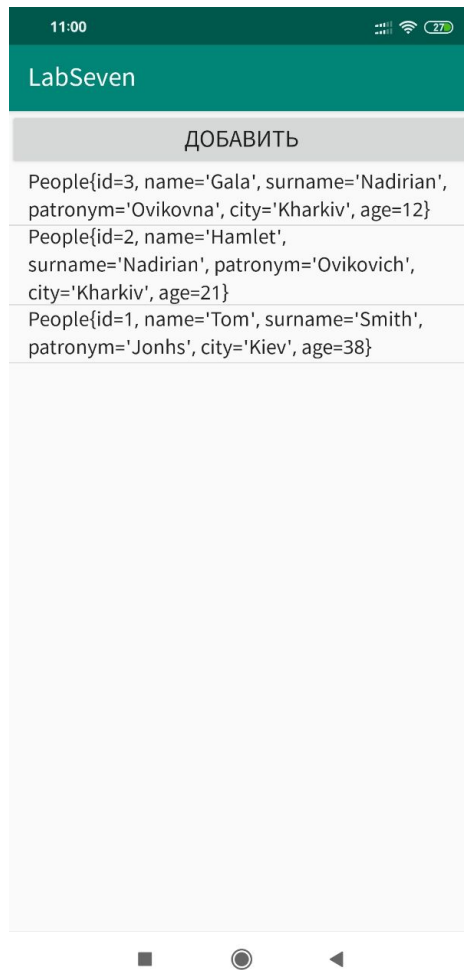 11:00
27
LabSeven
ДОБАВИТЬ
People{id=3, name='Gala', surname='Nadirian',
patronym='Ovikovna', city='Kharkiv', age=12}
People{id=2, name='Hamlet',
surname='Nadirian', patronym='Ovikovich',
city='Kharkiv', age=21}
People{id=1, name='Tom', surname='Smith',
patronym='Jonhs', city='Kiev', age=38}